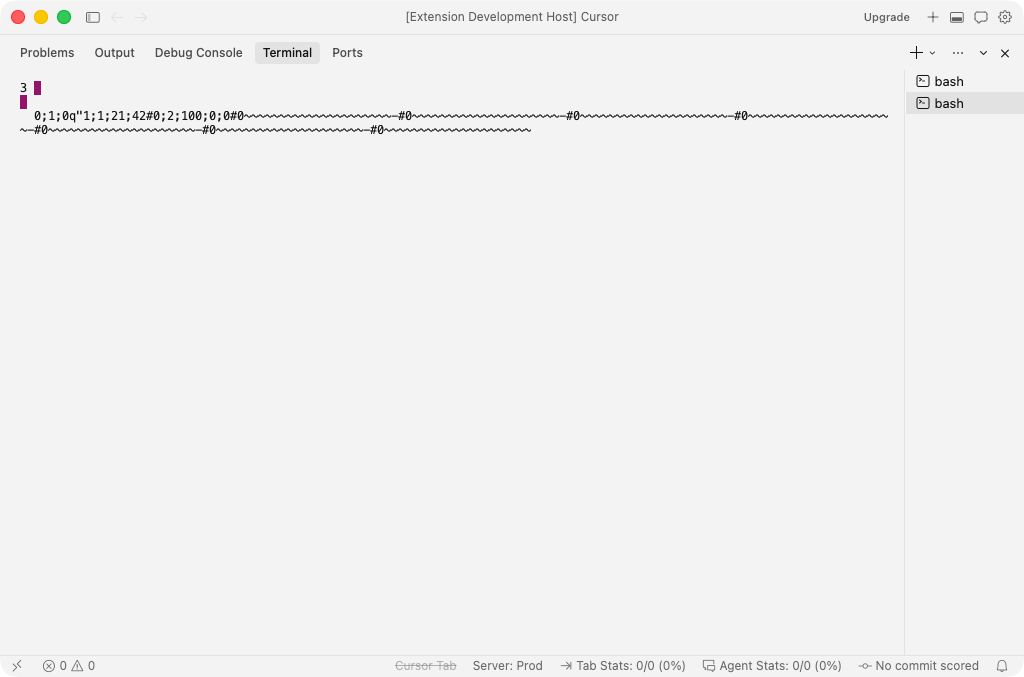 [Extension Development Host] Cursor
Upgrade
Problems Output Debug Console Terminal Ports
bash
bash
3
0;1;0q"1;1;21;42#0;2;100;0;0#0~~~~~~~~~~~~~~~~~~~~~-#0~~~~~~~~~~~~~~~~~~~~~-#0~~~~~~~~~~~~~~~~~~~~~-#0~~~~~~~~~~~~~~~~~~~~
~-#0~~~~~~~~~~~~~~~~~~~~~-#0~~~~~~~~~~~~~~~~~~~~~-#0~~~~~~~~~~~~~~~~~~~~~
0 0 Cursor Tab Server: Prod Tab Stats: 0/0 (0%) Agent Stats: 0/0 (0%) No commit scored